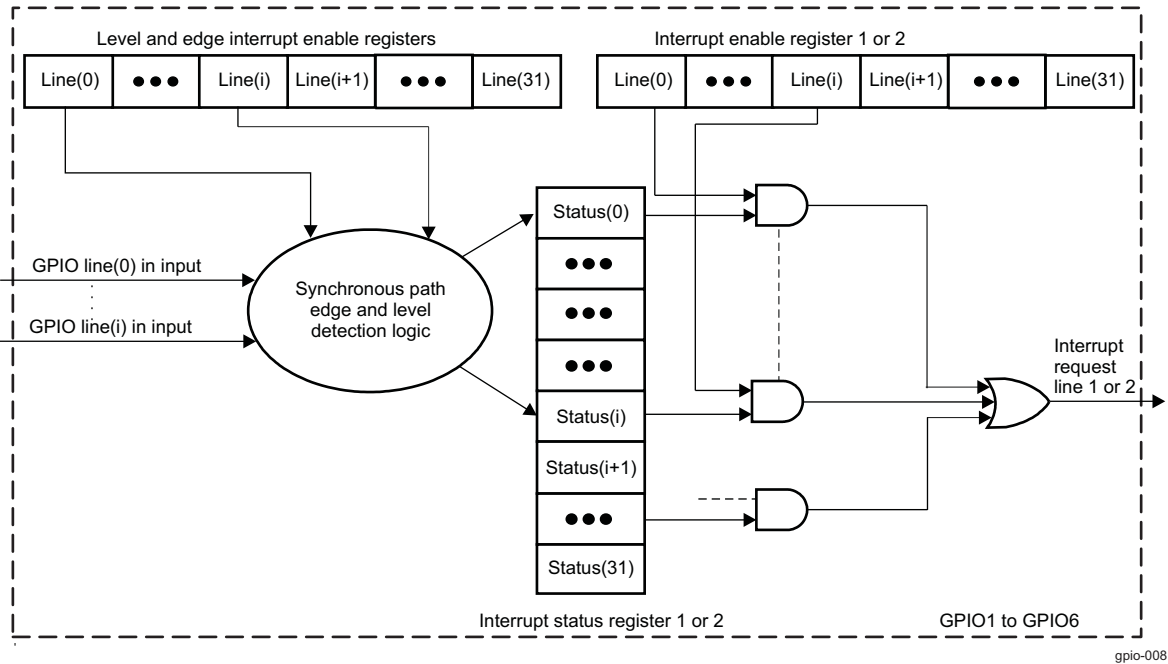 Level and edge interrupt enable registers
Interrupt enable register 1 or 2
Line(0) ●●● Line(i) Line(i+1) ●●● Line(31)
Line(0) ●●● Line(i) Line(i+1) ●●● Line(31)
GPIO line(0) in input
GPIO line(i) in input
Synchronous path
edge and level
detection logic
Status(0)
●●●
●●●
●●●
Status(i)
Status(i+1)
●●●
Status(31)
Interrupt
request
line 1 or 2
Interrupt status register 1 or 2
GPIO1 to GPIO6
gpio-008